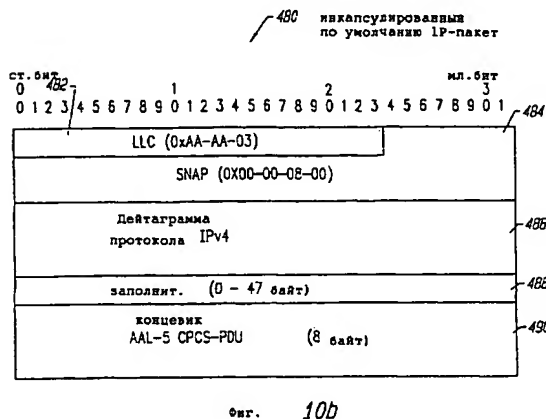 480 инкапсулированный
по умолчанию IP-пакет
ст.бит 482 мл.бит
0 1 2 3
0 1 2 3 4 5 6 7 8 9 0 1 2 3 4 5 6 7 8 9 0 1 2 3 4 5 6 7 8 9 0 1
484
LLC (0xAA-AA-03)
SNAP (0X00-00-08-00)
Дейтаграмма
протокола IPv4
486
заполнит. (0 - 47 байт)
488
концевик
AAL-5 CPCS-PDU (8 байт)
490
Фиг. 10b